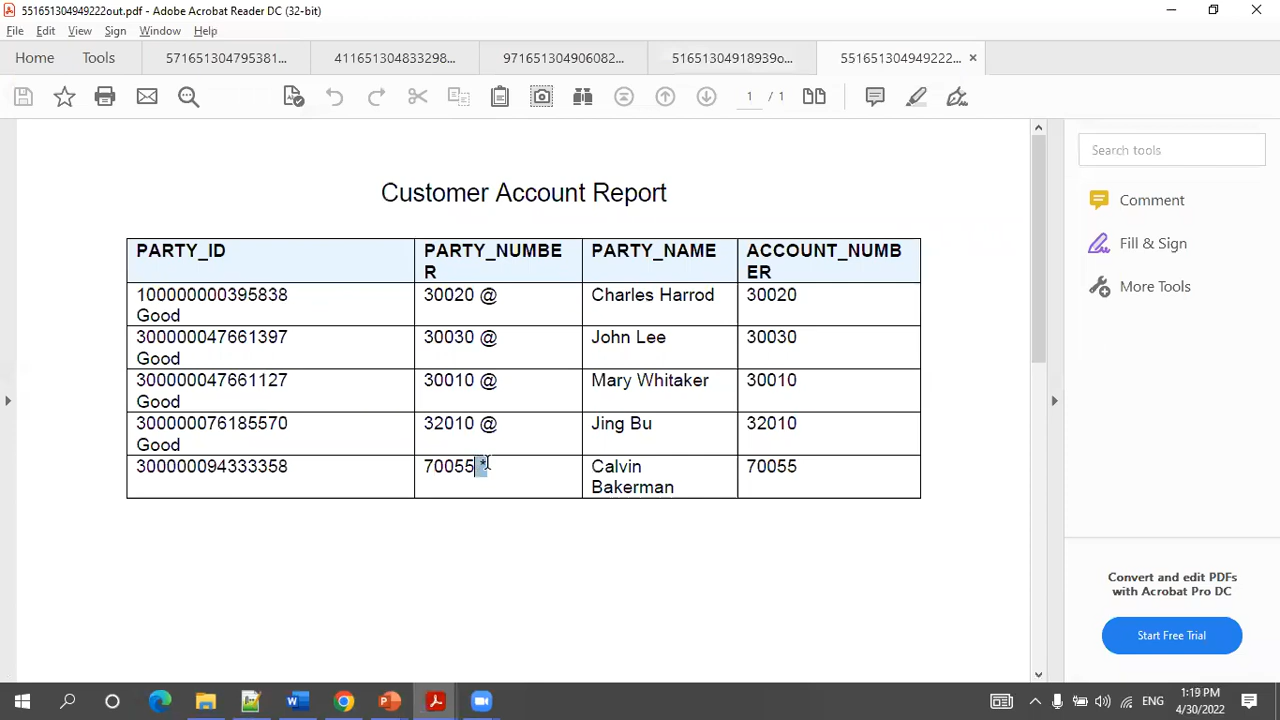 551651304949222out.pdf - Adobe Acrobat Reader DC (32-bit)
File Edit View Sign Window Help
Home Tools 571651304795381... 411651304833298... 971651304906082... 516513049189390... 551651304949222...
1 / 1
Search tools
Comment
Fill & Sign
More Tools
Customer Account Report
PARTY_ID PARTY_NUMBE PARTY_NAME ACCOUNT_NUMB
R ER
100000000395838 30020 @ Charles Harrod 30020
Good
300000047661397 30030 @ John Lee 30030
Good
300000047661127 30010 @ Mary Whitaker 30010
Good
300000076185570 32010 @ Jing Bu 32010
Good
300000094333358 70055 * Calvin 70055
Bakerman
Convert and edit PDFs
with Acrobat Pro DC
Start Free Trial
ENG 1:19 PM
4/30/2022